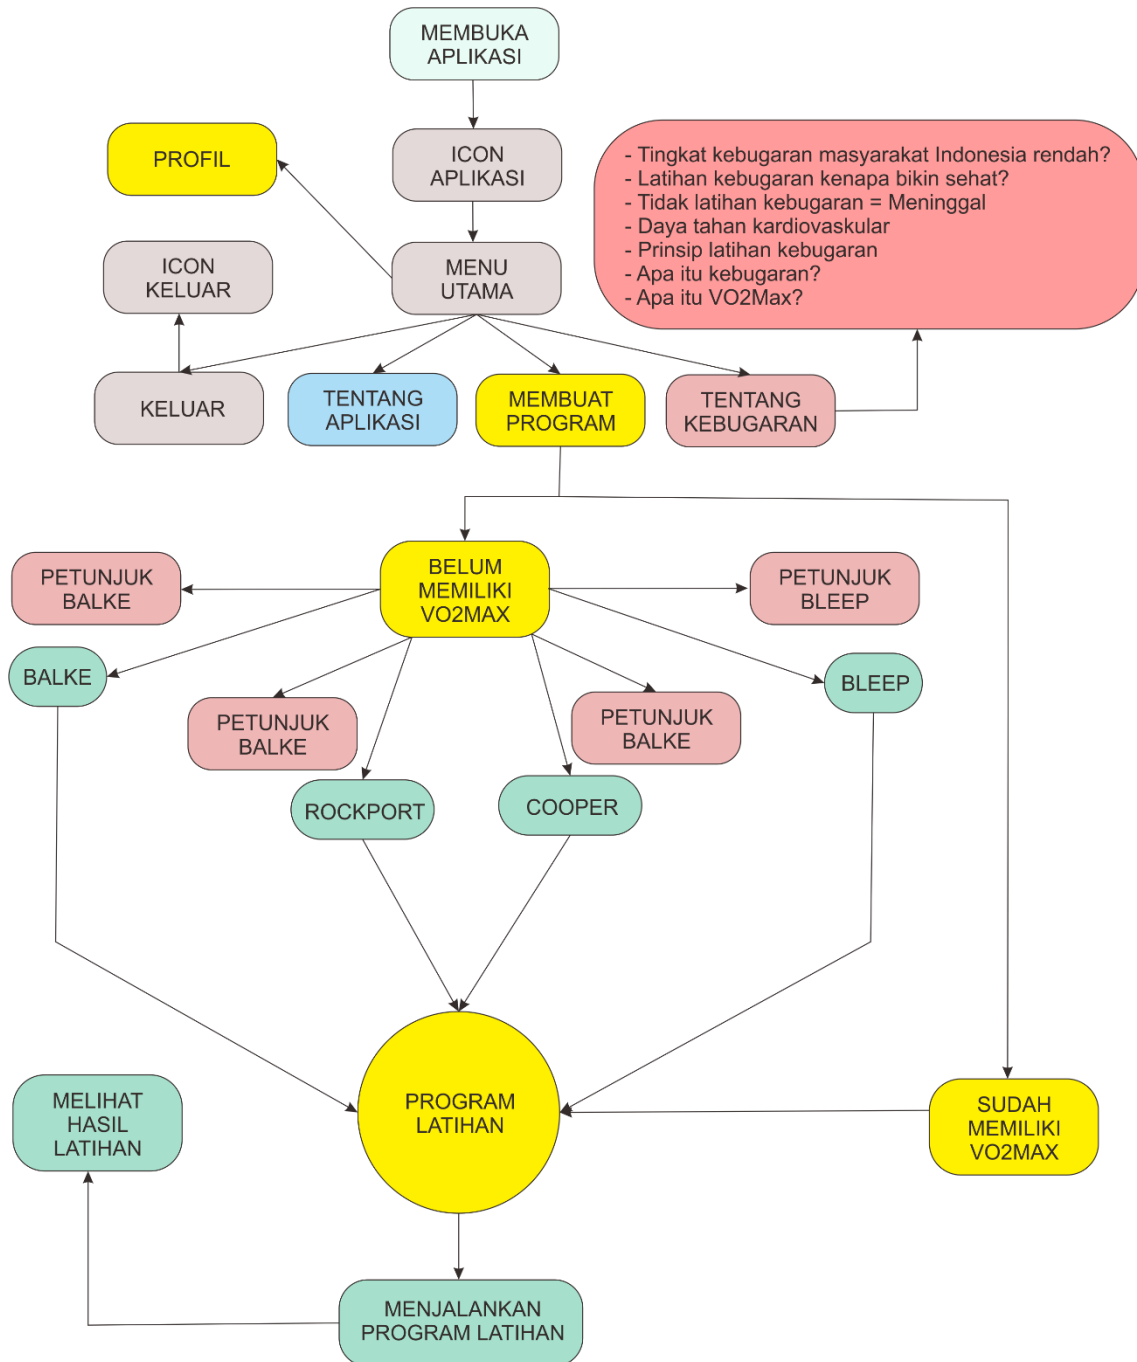 MEMBUKA
APLIKASI
PROFIL
ICON
APLIKASI
- Tingkat kebugaran masyarakat Indonesia rendah?
- Latihan kebugaran kenapa bikin sehat?
- Tidak latihan kebugaran = Meninggal
- Daya tahan kardiovaskular
- Prinsip latihan kebugaran
- Apa itu kebugaran?
- Apa itu VO2Max?
ICON
KELUAR
MENU
UTAMA
KELUAR
TENTANG
APLIKASI
MEMBUAT
PROGRAM
TENTANG
KEBUGARAN
PETUNJUK
BALKE
BELUM
MEMILIKI
VO2MAX
PETUNJUK
BLEEP
BALKE
PETUNJUK
BALKE
PETUNJUK
BALKE
BLEEP
ROCKPORT
COOPER
PROGRAM
LATIHAN
MELIHAT
HASIL
LATIHAN
SUDAH
MEMILIKI
VO2MAX
MENJALANKAN
PROGRAM LATIHAN